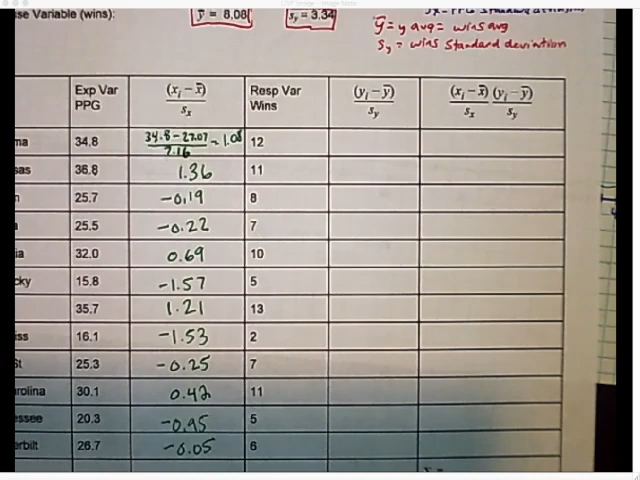 se Variable (wins):
y̅ = 8.08
sy = 3.34
y̅ = y avg = wins avg
sy = wins standard deviation
Exp Var PPG (xi – x̅)/sx Resp Var Wins (yi – y̅)/sy (xi – x̅)/sx (yi – y̅)/sy
ma 34.8 (34.8 – 27.07)/7.16 = 1.08 12
sas 36.8 1.36 11
25.7 -0.19 8
25.5 -0.22 7
ia 32.0 0.69 10
cky 15.8 -1.57 5
35.7 1.21 13
iss 16.1 -1.53 2
St 25.3 -0.25 7
arolina 30.1 0.42 11
essee 20.3 -0.95 5
erbilt 26.7 -0.05 6